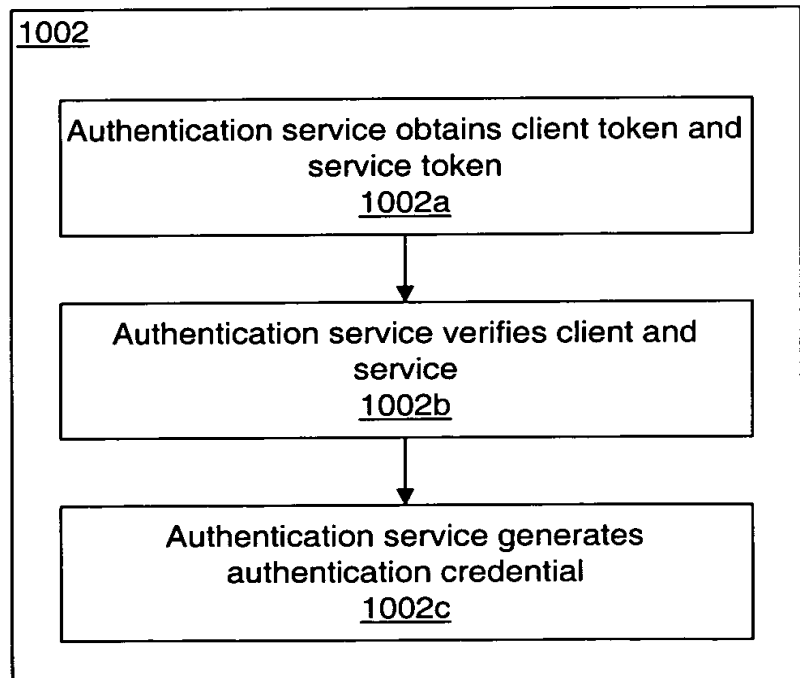 1002
Authentication service obtains client token and
service token
1002a
Authentication service verifies client and
service
1002b
Authentication service generates
authentication credential
1002c